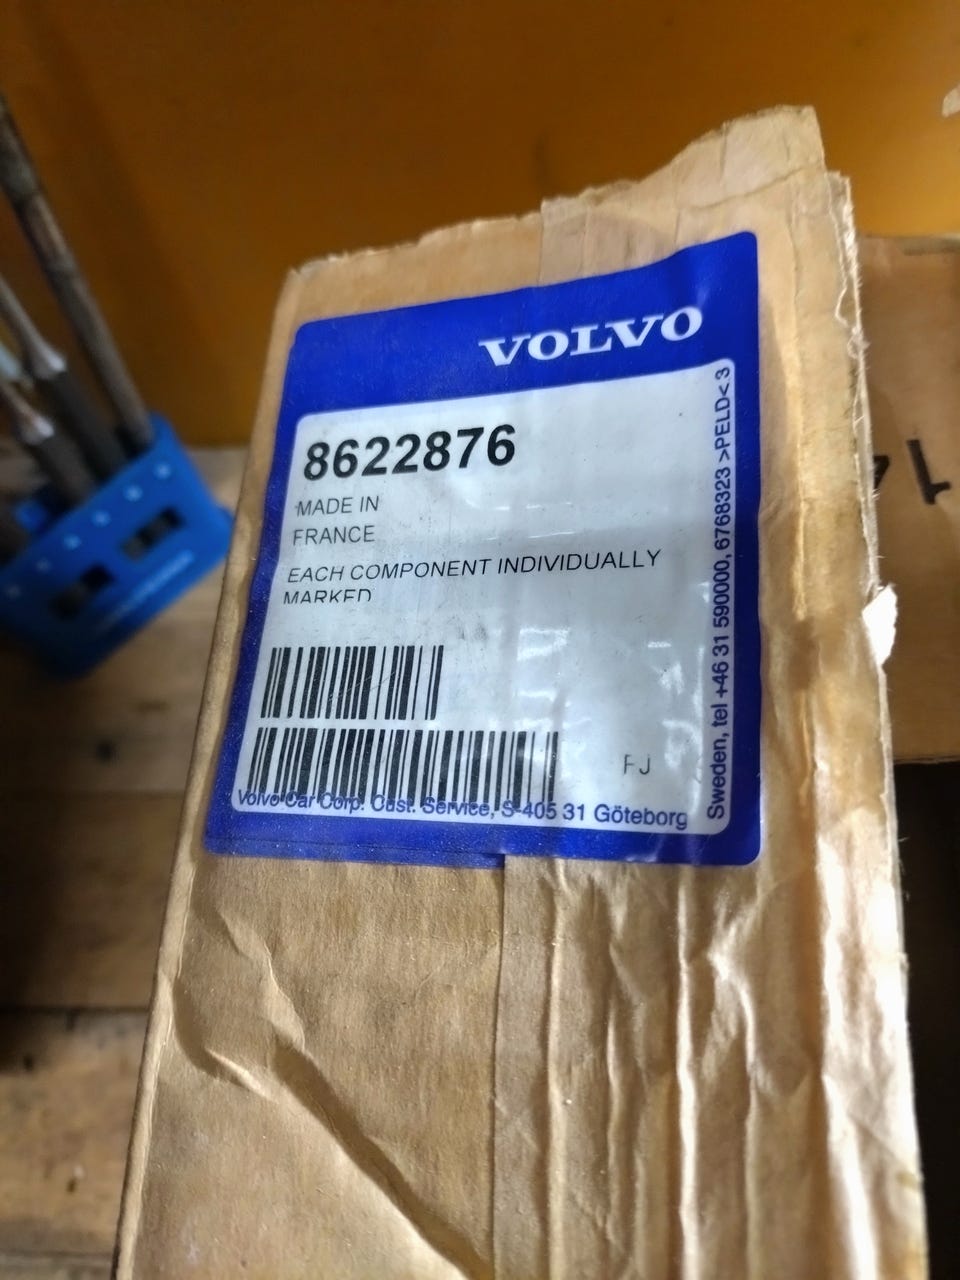 VOLVO
8622876
MADE IN
FRANCE
EACH COMPONENT INDIVIDUALLY
MARKED
FJ
Volvo Car Corp. Cust. Service, S-405 31 Göteborg
Sweden, tel +46 31 590000, 6768323 >PELD< 3